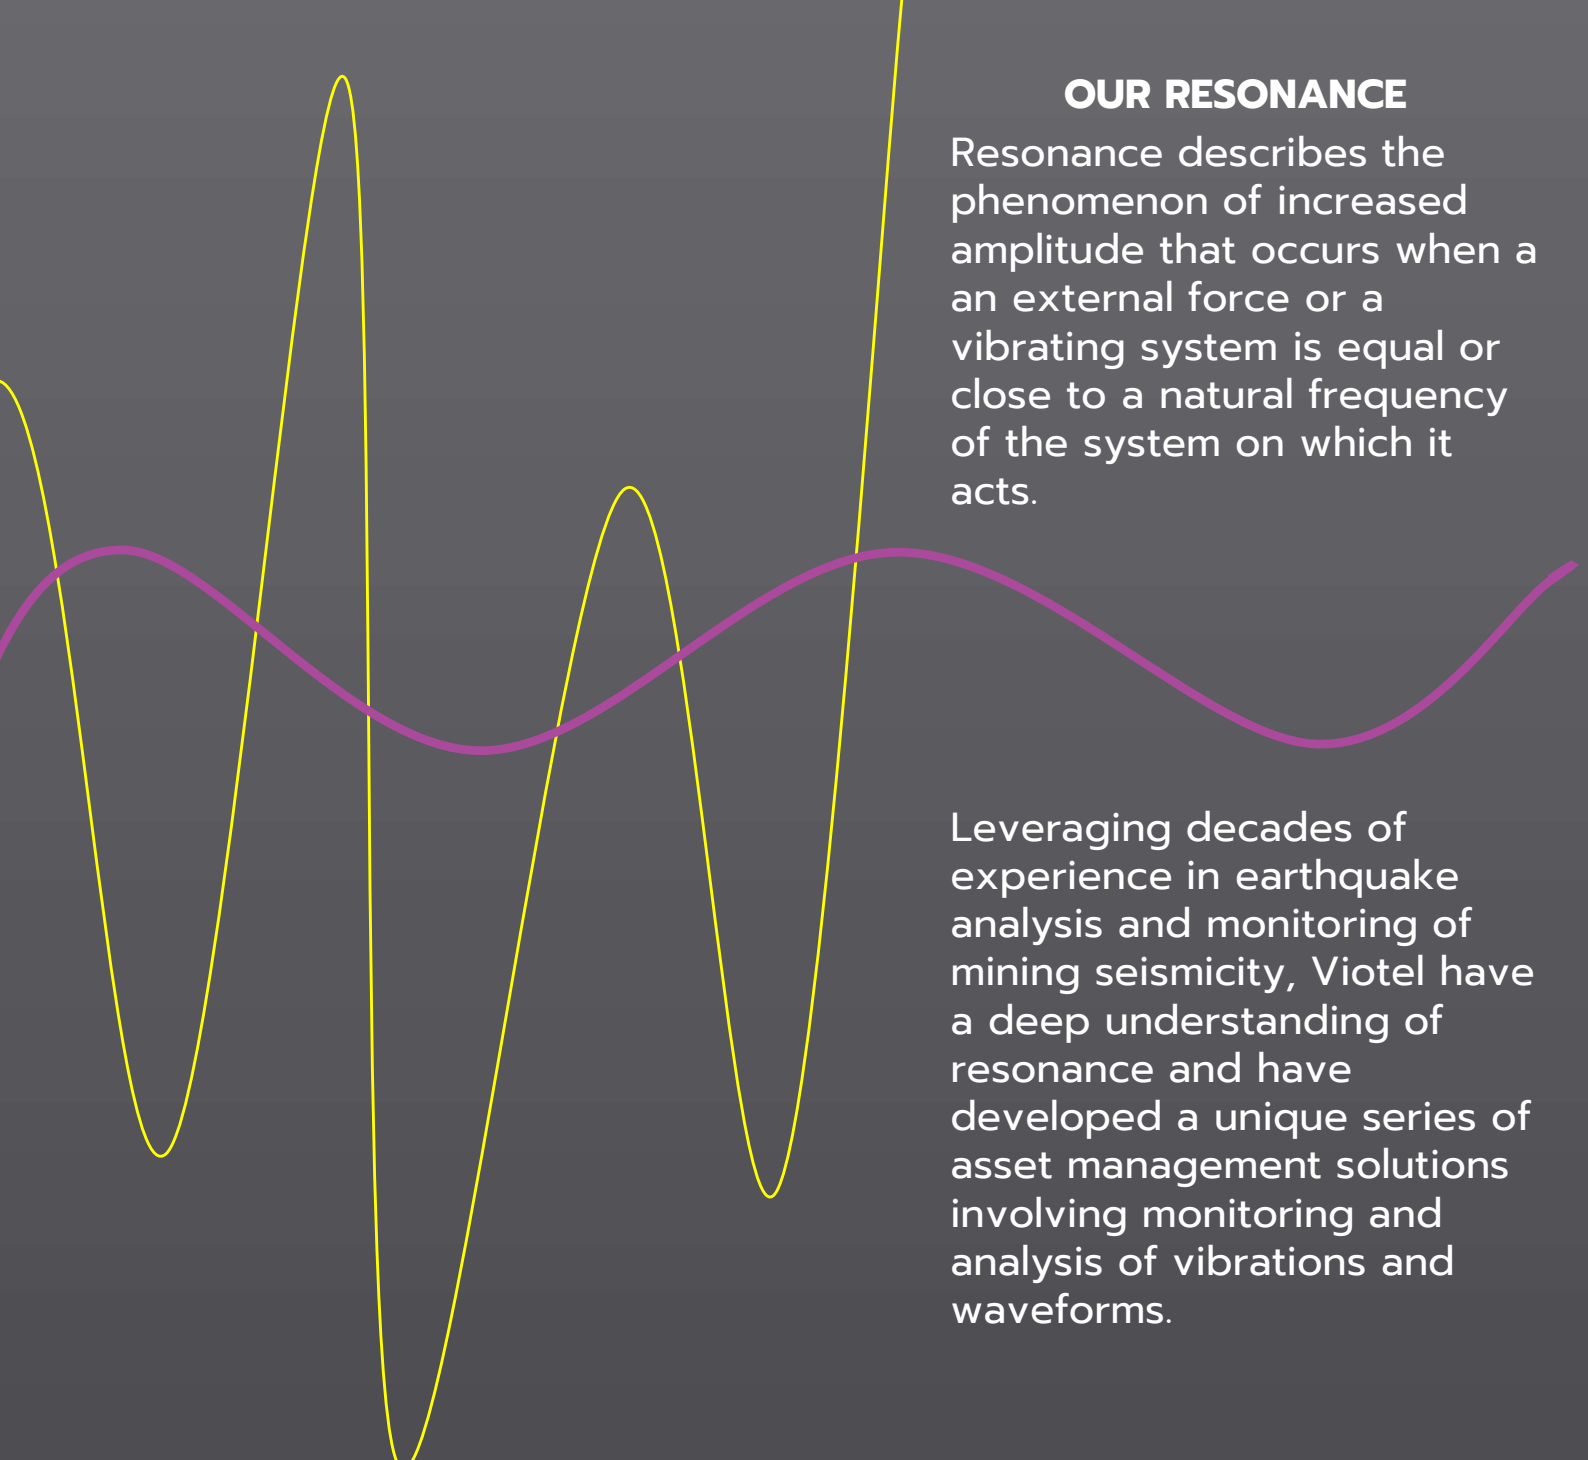 OUR RESONANCE
Resonance describes the
phenomenon of increased
amplitude that occurs when a
an external force or a
vibrating system is equal or
close to a natural frequency
of the system on which it
acts.
Leveraging decades of
experience in earthquake
analysis and monitoring of
mining seismicity, Viotel have
a deep understanding of
resonance and have
developed a unique series of
asset management solutions
involving monitoring and
analysis of vibrations and
waveforms.